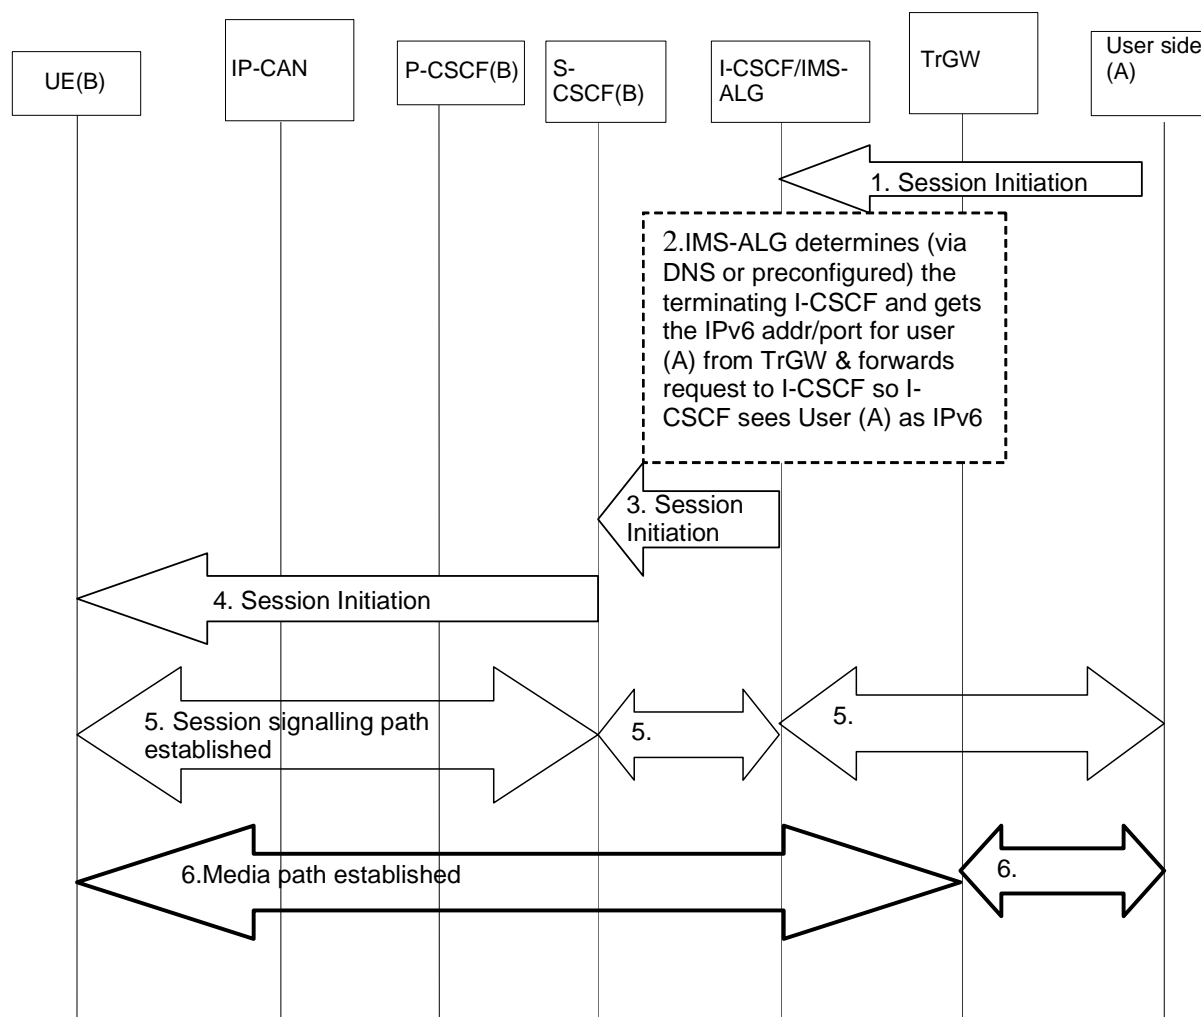 UE(B)
IP-CAN
P-CSCF(B)
S-
CSCF(B)
I-CSCF/IMS-
ALG
TrGW
User side
(A)
1. Session Initiation
2.IMS-ALG determines (via
DNS or preconfigured) the
terminating I-CSCF and gets
the IPv6 addr/port for user
(A) from TrGW & forwards
request to I-CSCF so I-
CSCF sees User (A) as IPv6
3. Session
Initiation
4. Session Initiation
5. Session signalling path
established
5.
5.
6.Media path established
6.